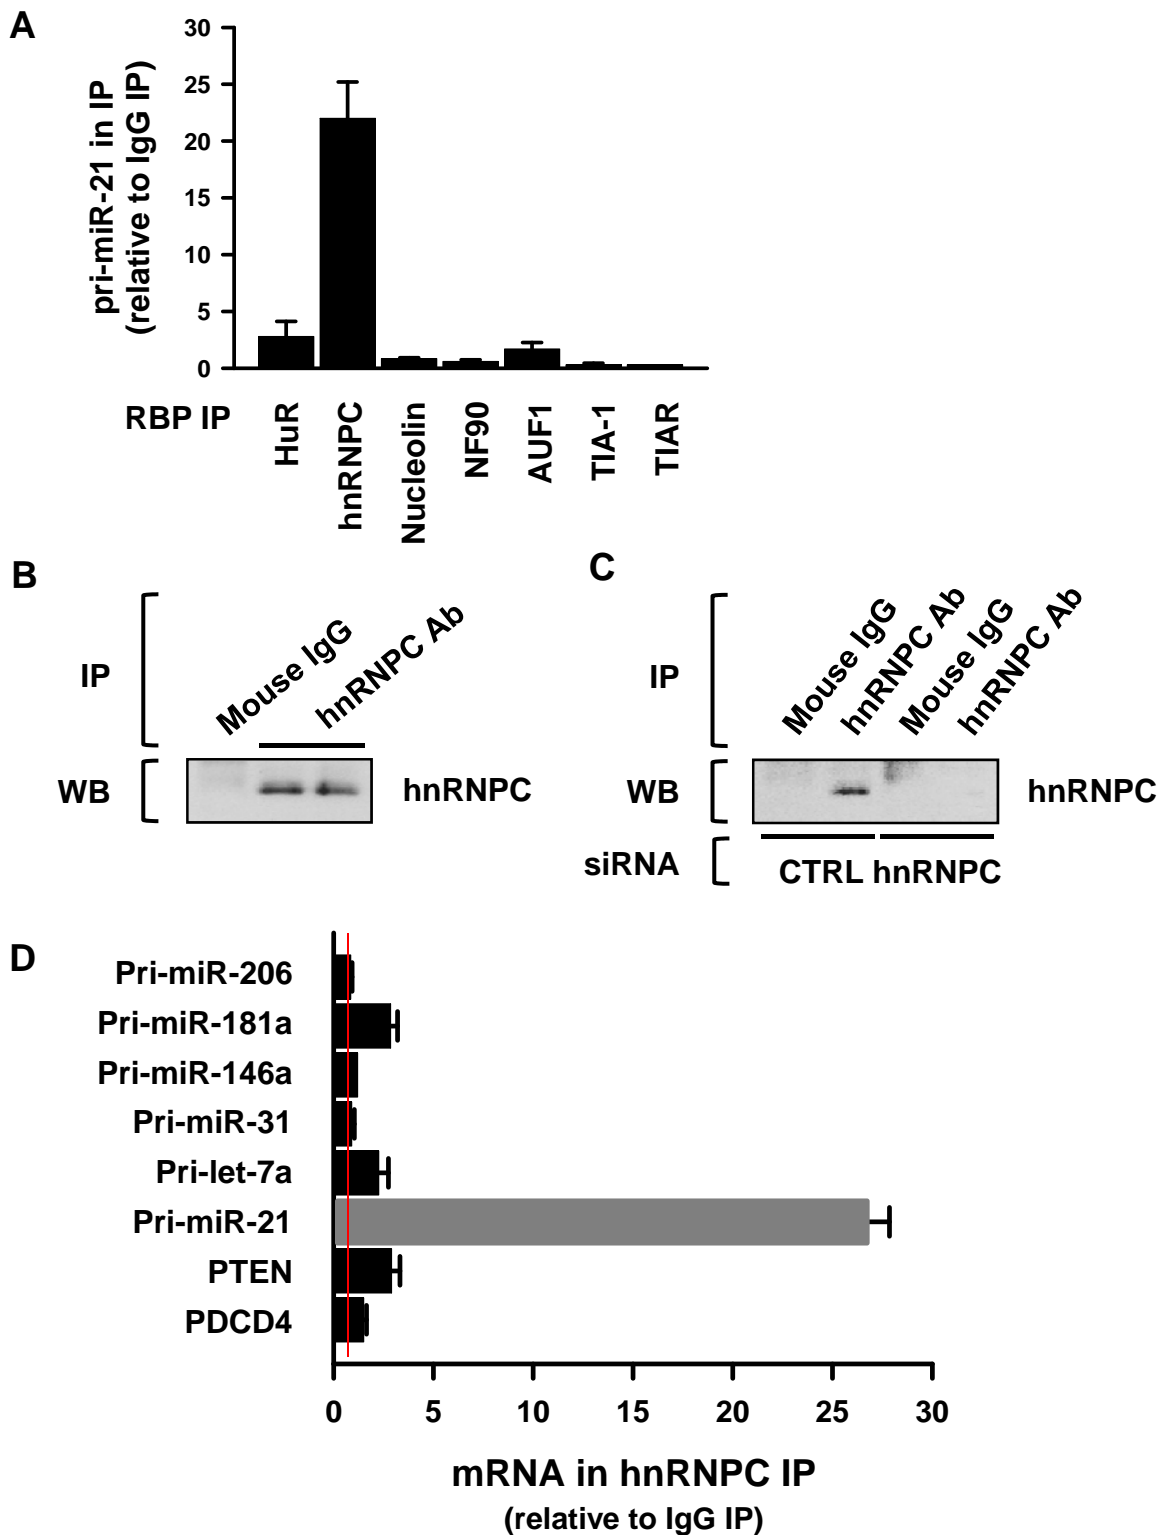 A
30
25
20
15
10
5
0
pri-miR-21 in IP
(relative to IgG IP)
RBP IP
HuR
hnRNPC
Nucleolin
NF90
AUF1
TIA-1
TIAR
B
IP
Mouse IgG
hnRNPC Ab
WB
hnRNPC
C
IP
Mouse IgG
hnRNPC Ab
Mouse IgG
hnRNPC Ab
WB
hnRNPC
siRNA
CTRL hnRNPC
D
Pri-miR-206
Pri-miR-181a
Pri-miR-146a
Pri-miR-31
Pri-let-7a
Pri-miR-21
PTEN
PDCD4
0 5 10 15 20 25 30
mRNA in hnRNPC IP
(relative to IgG IP)